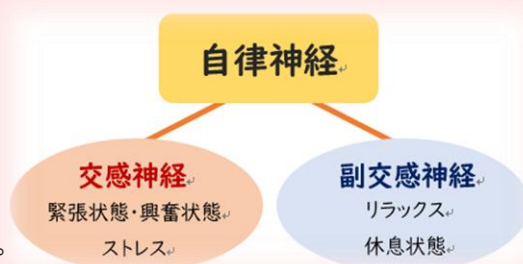 自律神経
交感神経
緊張状態・興奮状態
ストレス
副交感神経
リラックス
休息状態
。